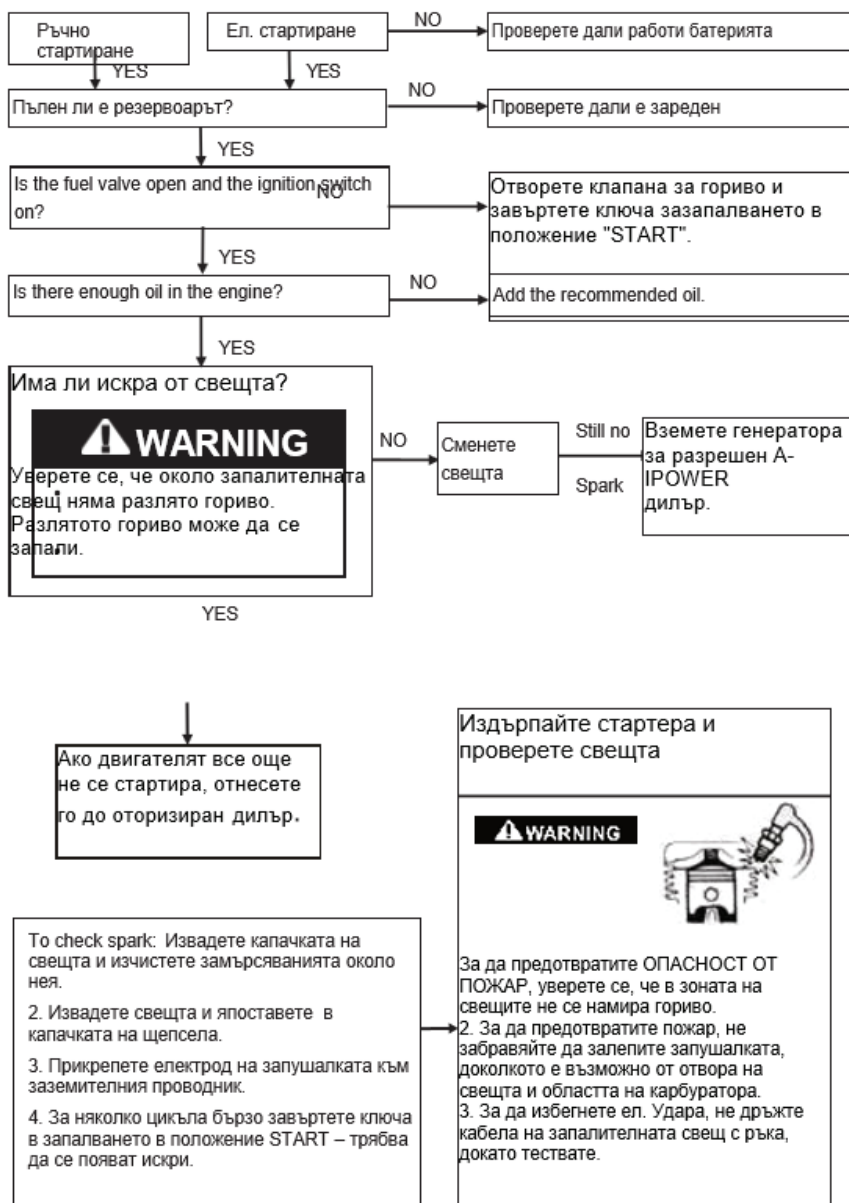 Ръчно
стартиране
Ел. стартиране
NO
Проверете дали работи батерията
YES
YES
Пълен ли е резервоарът?
NO
Проверете дали е зареден
YES
Is the fuel valve open and the ignition switch
on?
NO
Отворете клапана за гориво и
завъртете ключа зазапалването в
положение "START".
YES
Is there enough oil in the engine?
NO
Add the recommended oil.
YES
Има ли искра от свещта?
WARNING
Уверете се, че около запалителната
свещ няма разлято гориво.
Разлятото гориво може да се
запали.
NO
Сменете
свещта
Still no
Spark
Вземете генератора
за разрешен A-
IPOWER
дилър.
YES
Ако двигателят все още
не се стартира, отнесете
го до оторизиран дилър.
Издърпайте стартера и
проверете свещта
WARNING
To check spark: Извадете капачката на
свещта и изчистете замърсяванията около
нея.
2. Извадете свещта и япоставете в
капачката на щепсела.
3. Прикрепете електрод на запушалката към
заземителния проводник.
4. За няколко цикъла бързо завъртете ключа
в запалването в положение START – трябва
да се появят искри.
За да предотвратите ОПАСНОСТ ОТ
ПОЖАР, уверете се, че в зоната на
свещите не се намира гориво.
2. За да предотвратите пожар, не
забравяйте да залепите запушалката,
доколкото е възможно от отвора на
свещта и областта на карбуратора.
3. За да избегнете ел. Удара, не дръжте
кабела на запалителната свещ с ръка,
докато тествате.